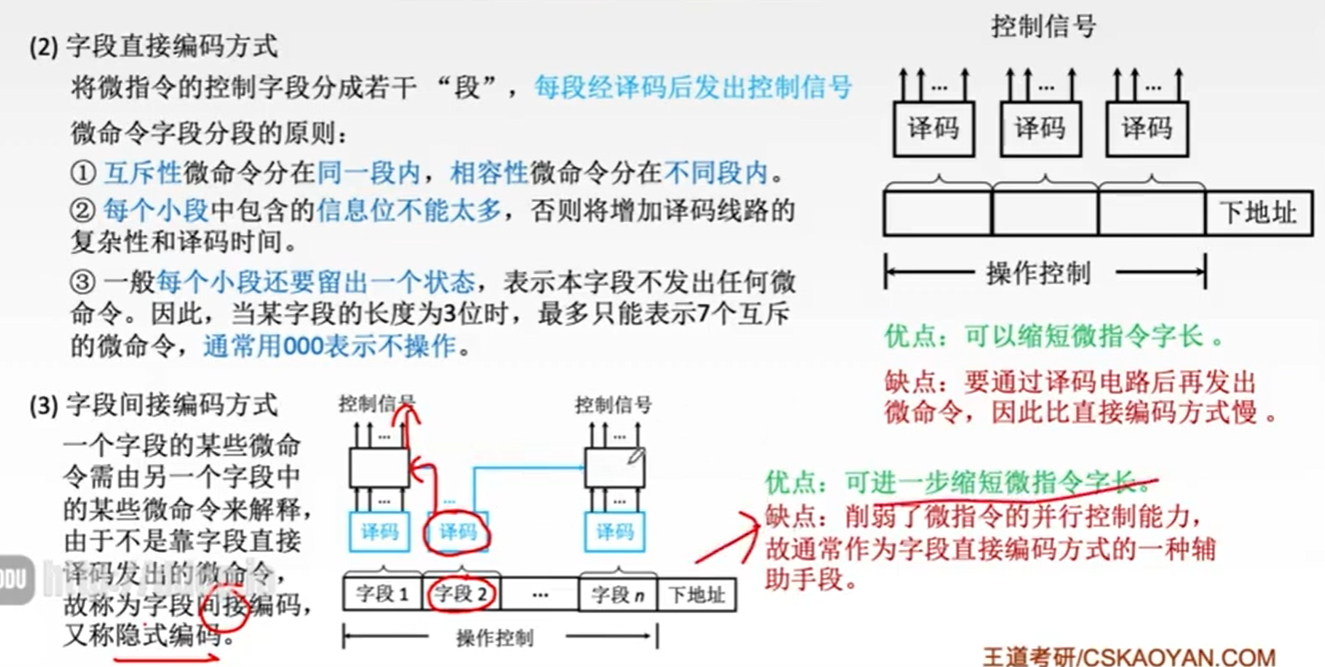 (2) 字段直接编码方式
将微指令的控制字段分成若干 “段”，每段经译码后发出控制信号
微命令字段分段的原则：
① 互斥性微命令分在同一段内，相容性微命令分在不同段内。
② 每个小段中包含的信息位不能太多，否则将增加译码线路的
复杂性和译码时间。
③ 一般每个小段还要留出一个状态，表示本字段不发出任何微
命令。因此，当某字段的长度为3位时，最多只能表示7个互斥
的微命令，通常用000表示不操作。
控制信号
... ... ...
译码 译码 译码
下地址
操作控制
优点：可以缩短微指令字长 。
缺点：要通过译码电路后再发出
微命令，因此比直接编码方式慢 。
(3) 字段间接编码方式
一个字段的某些微命
令需由另一个字段中
的某些微命令来解释，
由于不是靠字段直接
译码发出的微命令，
故称为字段间接编码，
又称隐式编码。
控制信号 控制信号
... ...
... ... ...
译码 译码 译码
字段 1 字段 2 ... 字段 n 下地址
操作控制
优点：可进一步缩短微指令字长。
缺点：削弱了微指令的并行控制能力，
故通常作为字段直接编码方式的一种辅
助手段。
王道考研/CSKAOYAN.COM